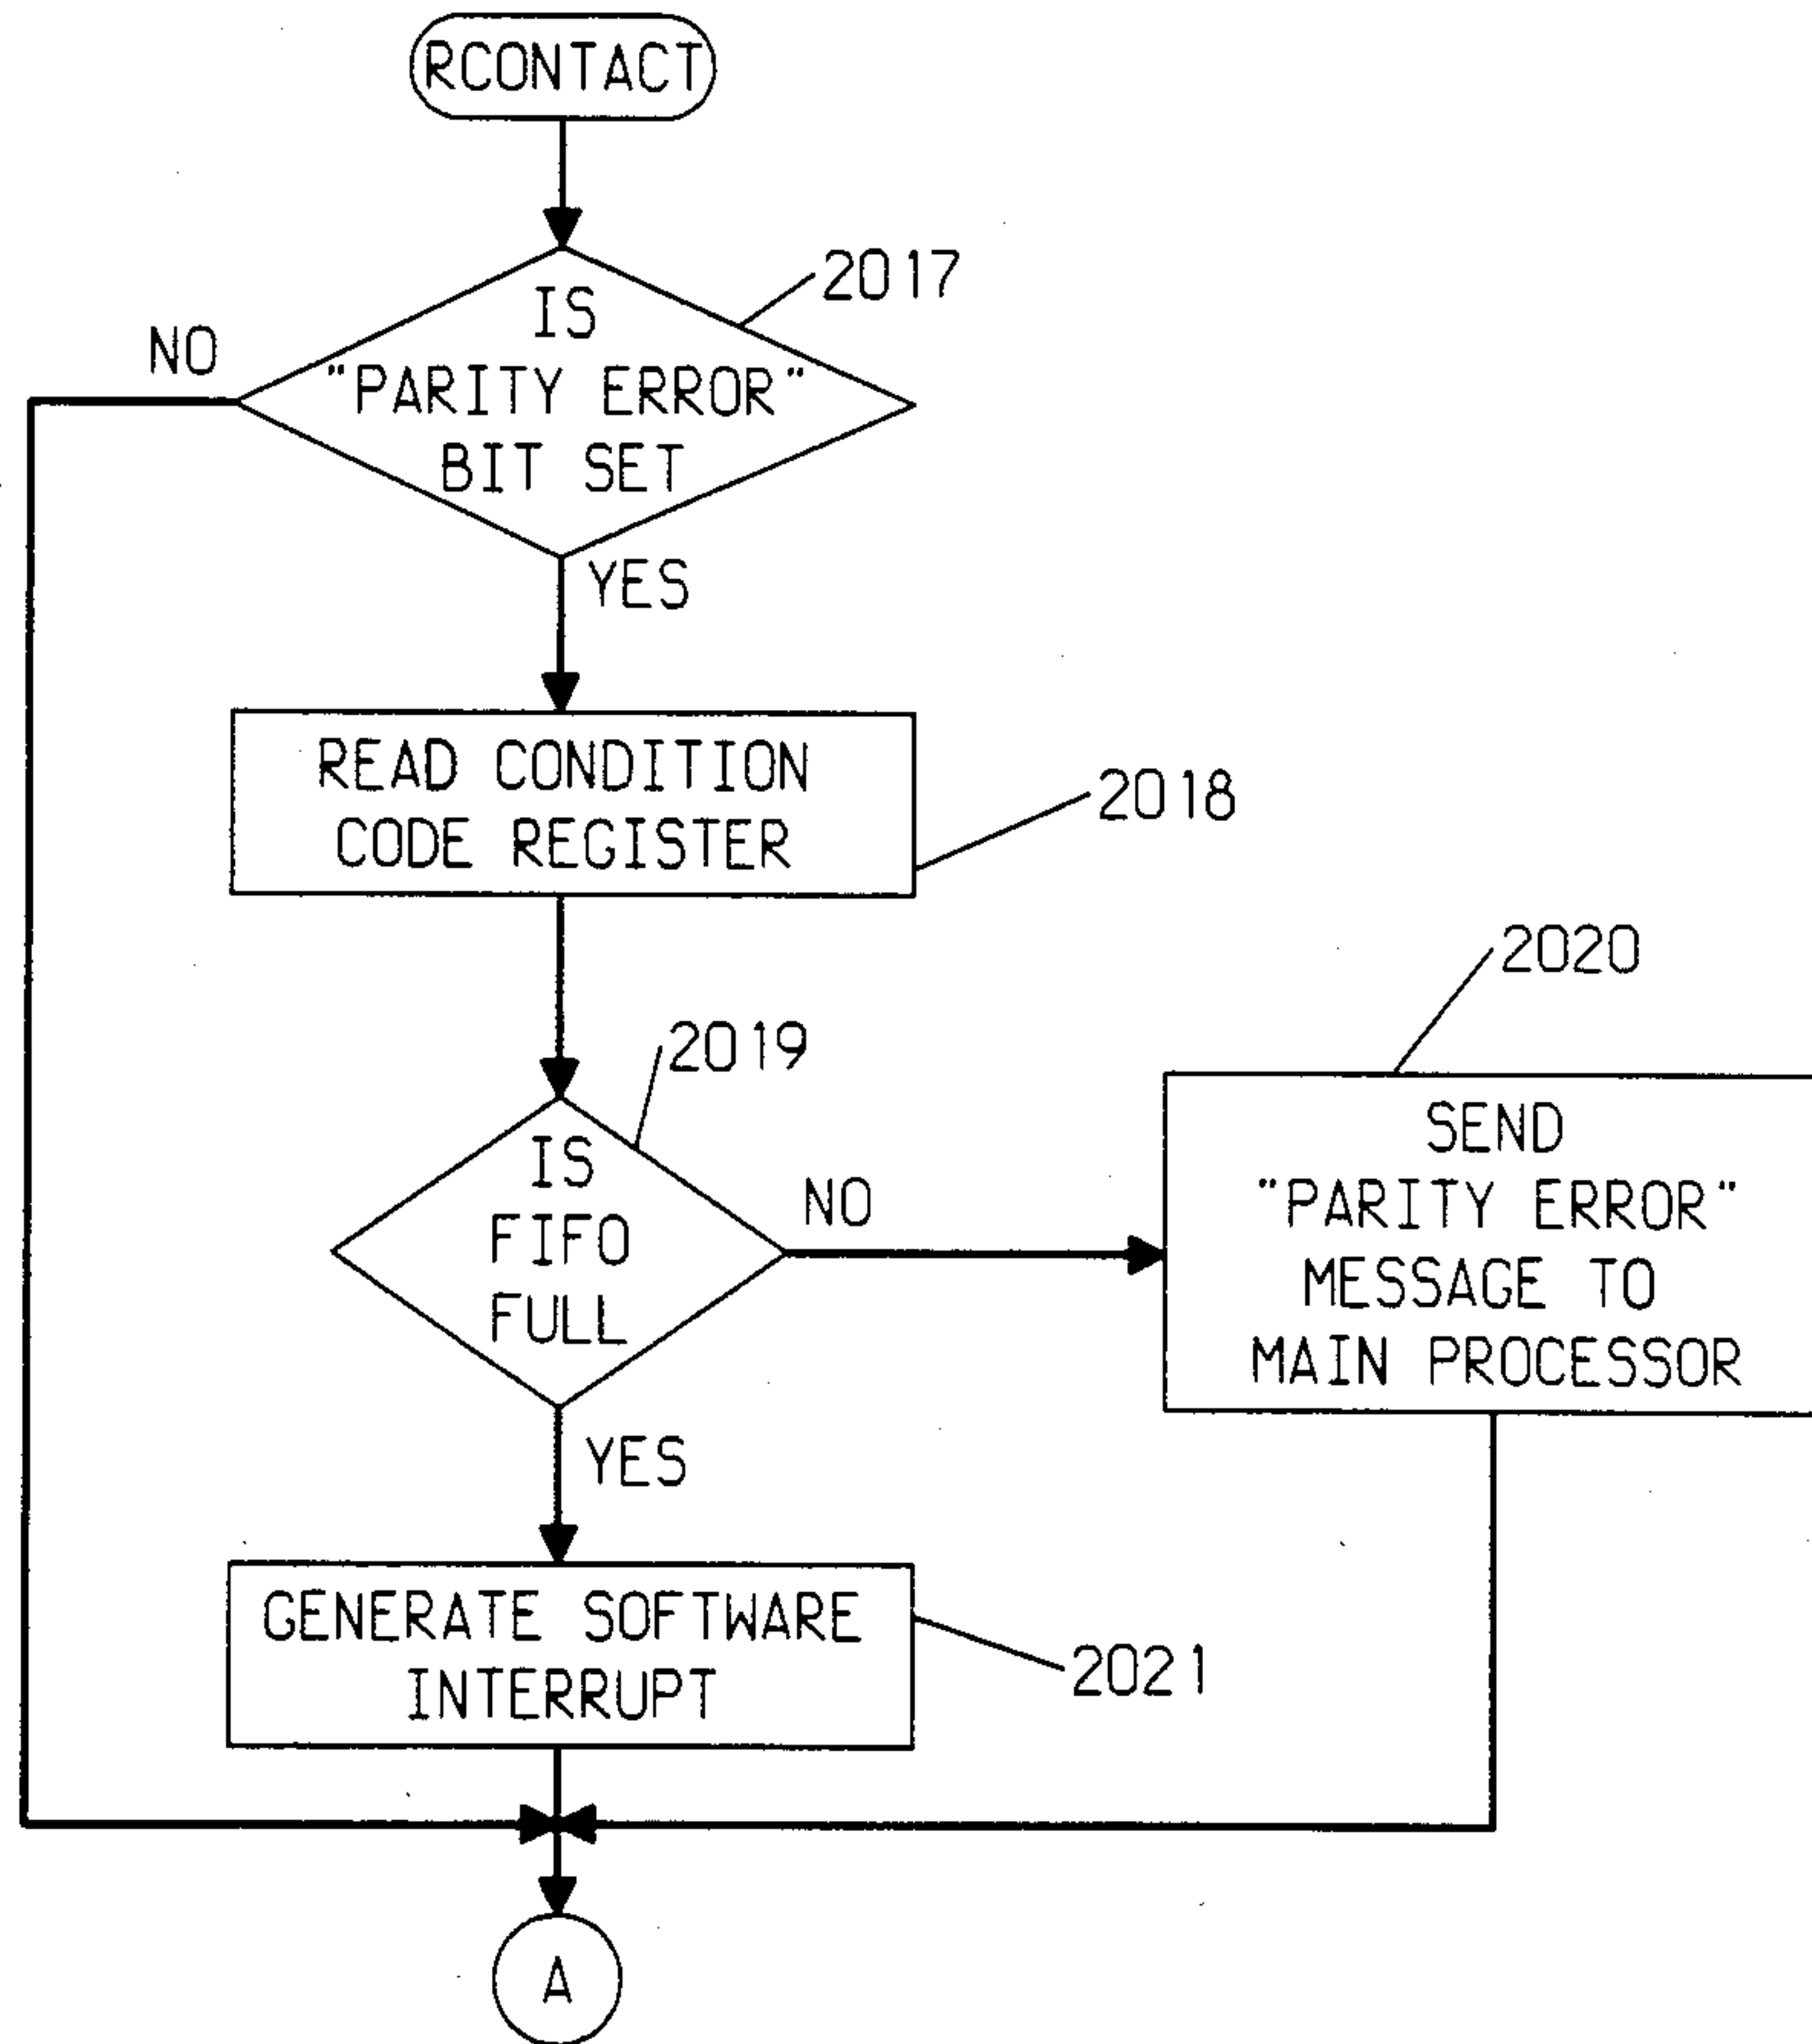 RCONTACT
2017
IS
"PARITY ERROR"
BIT SET
NO
YES
READ CONDITION
CODE REGISTER
2018
2019
IS
FIFO
FULL
NO
2020
SEND
"PARITY ERROR"
MESSAGE TO
MAIN PROCESSOR
YES
GENERATE SOFTWARE
INTERRUPT
2021
A